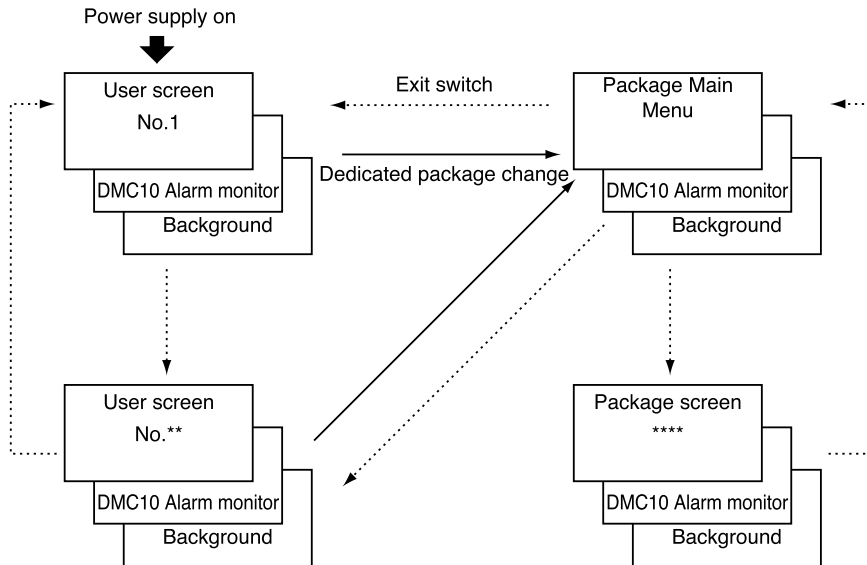 Power supply on
User screen
No.1
DMC10 Alarm monitor
Background
Exit switch
Dedicated package change
Package Main
Menu
DMC10 Alarm monitor
Background
User screen
No.**
DMC10 Alarm monitor
Background
Package screen
****
DMC10 Alarm monitor
Background